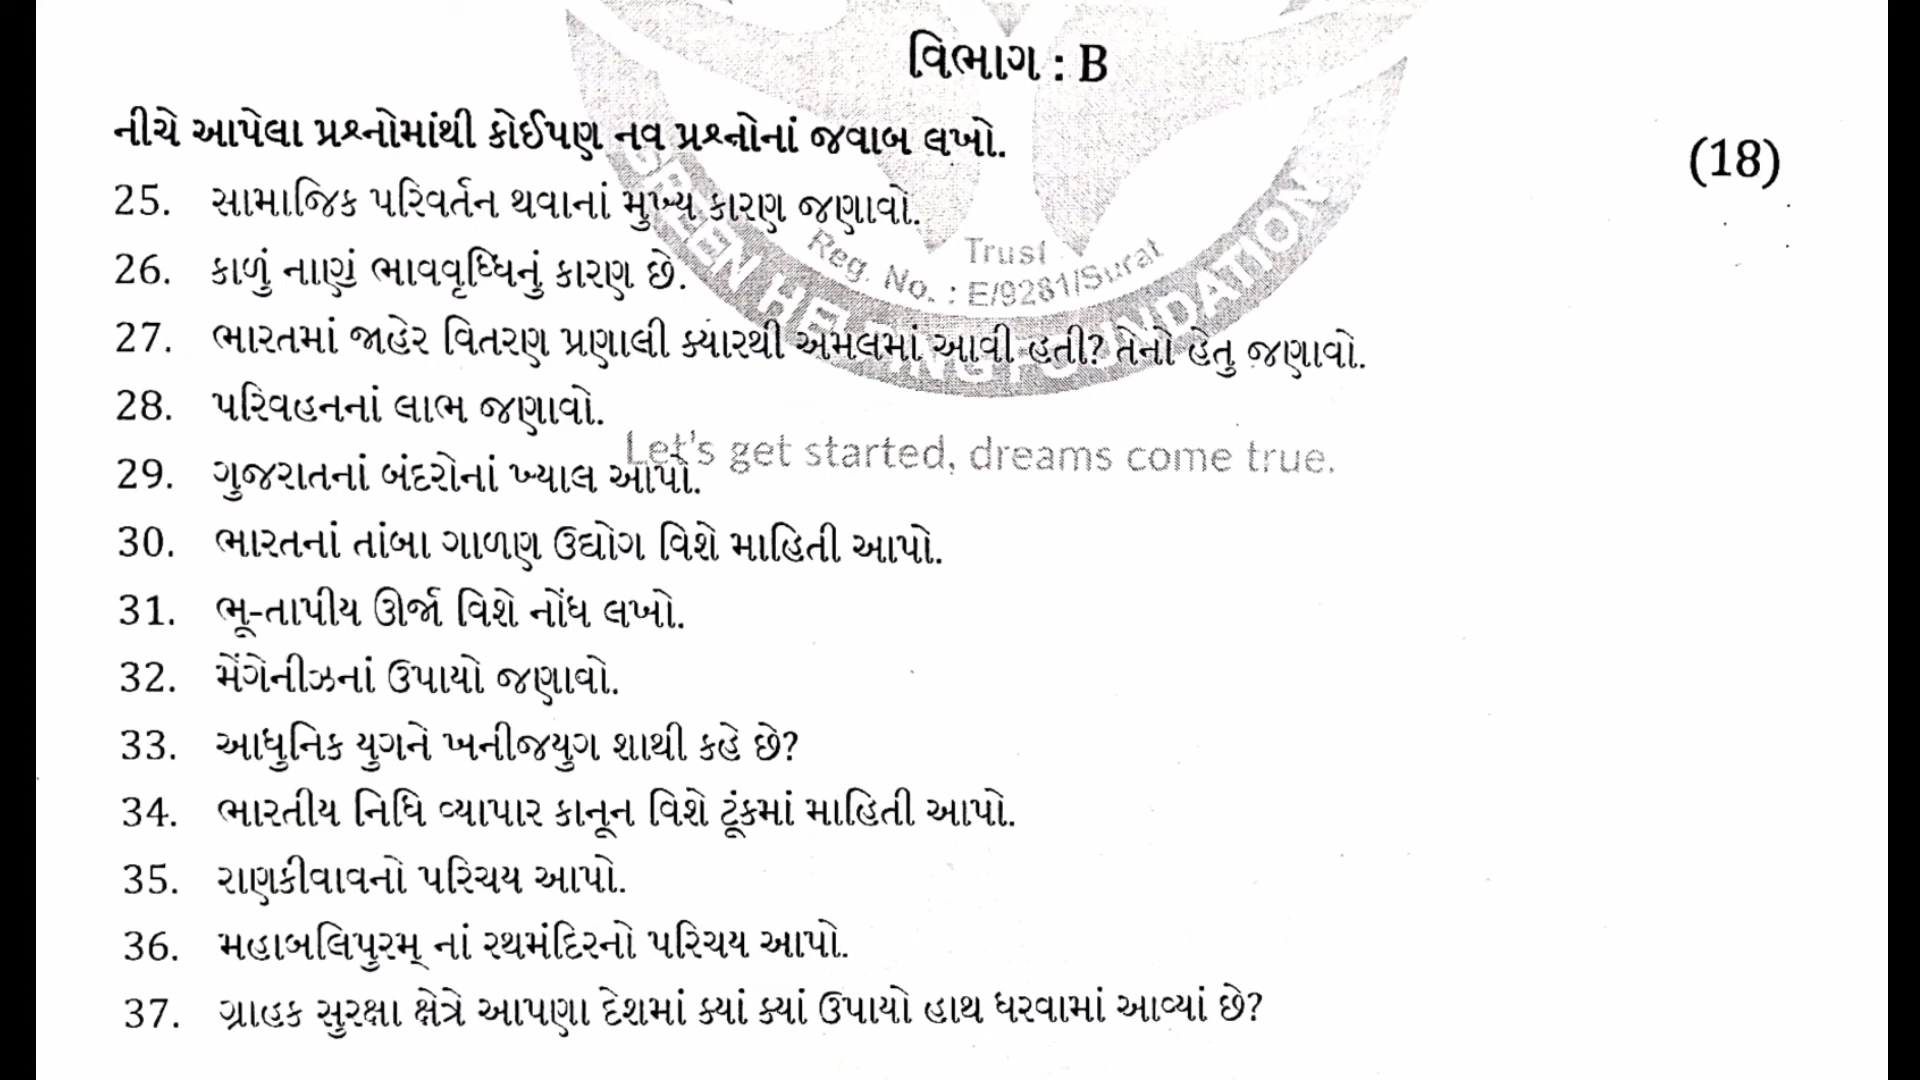 વિભાગ : B
નીચે આપેલા પ્રશ્નોમાંથી કોઈપણ નવ પ્રશ્નોનાં જવાબ લખો. (18)
25. સામાજિક પરિવર્તન થવાનાં મુખ્ય કારણ જણાવો.
26. કાળું નાણું ભાવવૃધ્ધિનું કારણ છે.
27. ભારતમાં જાહેર વિતરણ પ્રણાલી ક્યારથી અમલમાં આવી હતી? તેનો હેતુ જણાવો.
28. પરિવહનનાં લાભ જણાવો.
29. ગુજરાતનાં બંદરોનાં ખ્યાલ આપો.
30. ભારતનાં તાંબા ગાળણ ઉદ્યોગ વિશે માહિતી આપો.
31. ભૂ-તાપીય ઊર્જા વિશે નોંધ લખો.
32. મેંગેનીઝનાં ઉપાયો જણાવો.
33. આધુનિક યુગને ખનીજયુગ શાથી કહે છે?
34. ભારતીય નિધિ વ્યાપાર કાનૂન વિશે ટૂંકમાં માહિતી આપો.
35. રાણકીવાવનો પરિચય આપો.
36. મહાબલિપુરમ્ નાં રથમંદિરનો પરિચય આપો.
37. ગ્રાહક સુરક્ષા ક્ષેત્રે આપણા દેશમાં ક્યાં ક્યાં ઉપાયો હાથ ધરવામાં આવ્યાં છે?
Trust
Reg. No. : E/9281/Surat
HELPING FOUNDATION
Let's get started, dreams come true.